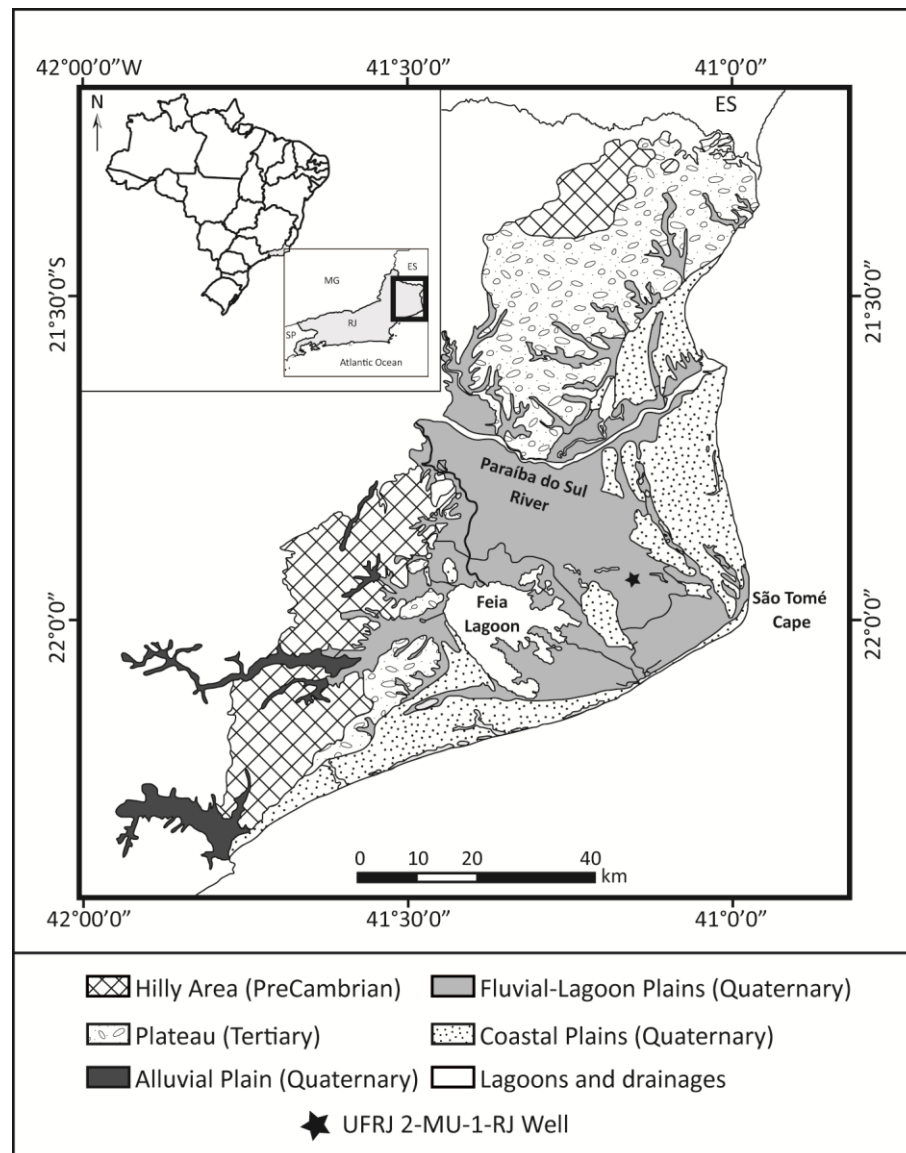 42°00'0"W
41°30'0"
41°0'0"
N
ES
MG
ES
SP
RJ
Atlantic Ocean
21°30'0"S
21°30'0"
Paraíba do Sul
River
Feia
Lagoon
São Tomé
Cape
22°0'0"
22°0'0"
0 10 20 40
km
42°00'0"
41°30'0"
41°0'0"
Hilly Area (PreCambrian)
Fluvial-Lagoon Plains (Quaternary)
Plateau (Tertiary)
Coastal Plains (Quaternary)
Alluvial Plain (Quaternary)
Lagoons and drainages
UFRJ 2-MU-1-RJ Well